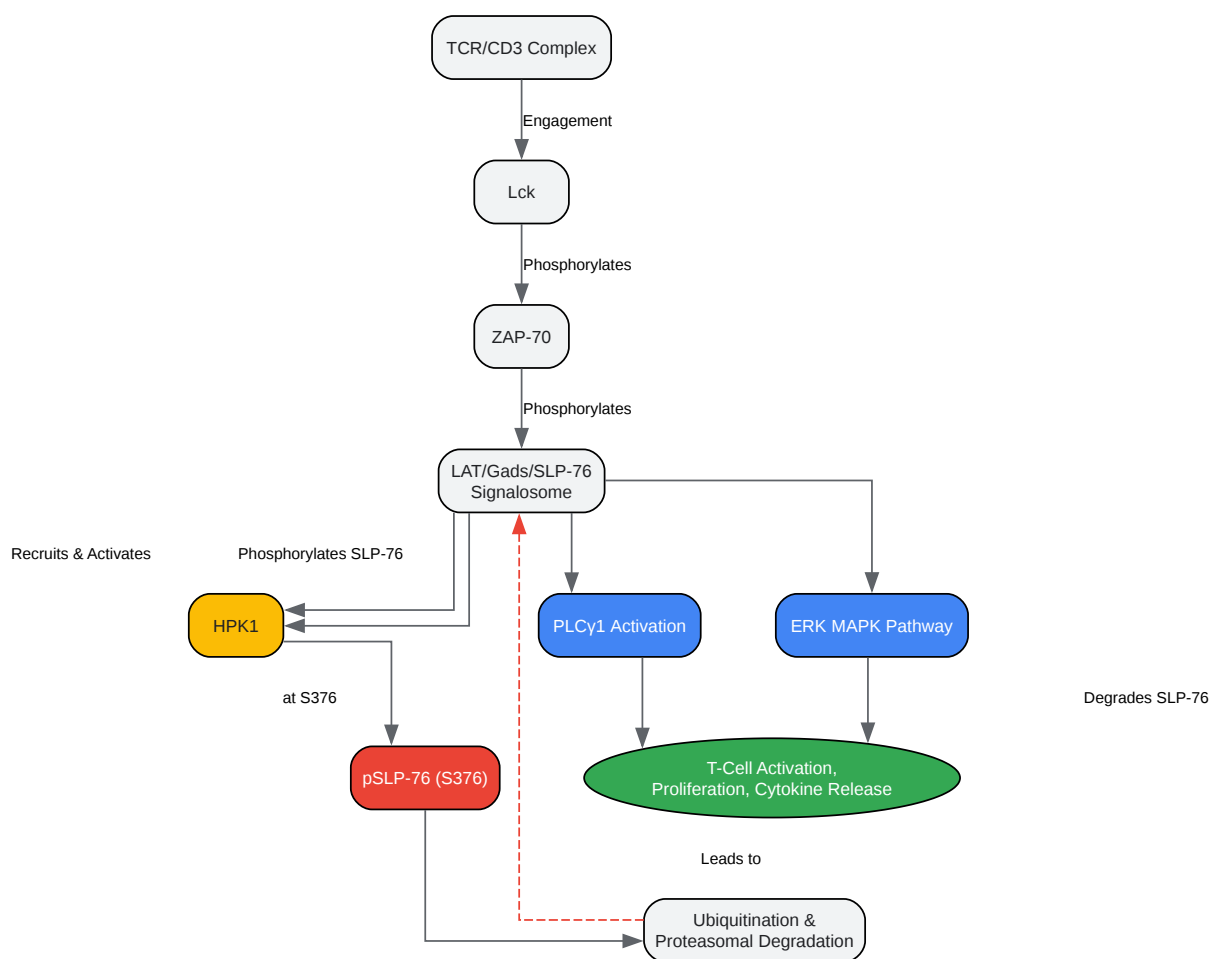 TCR/CD3 Complex
Engagement
Lck
Phosphorylates
ZAP-70
Phosphorylates
LAT/Gads/SLP-76
Signalosome
Recruits & Activates
Phosphorylates SLP-76
HPK1
PLCγ1 Activation
ERK MAPK Pathway
at S376
Degrades SLP-76
pSLP-76 (S376)
T-Cell Activation,
Proliferation, Cytokine Release
Leads to
Ubiquitination &
Proteasomal Degradation